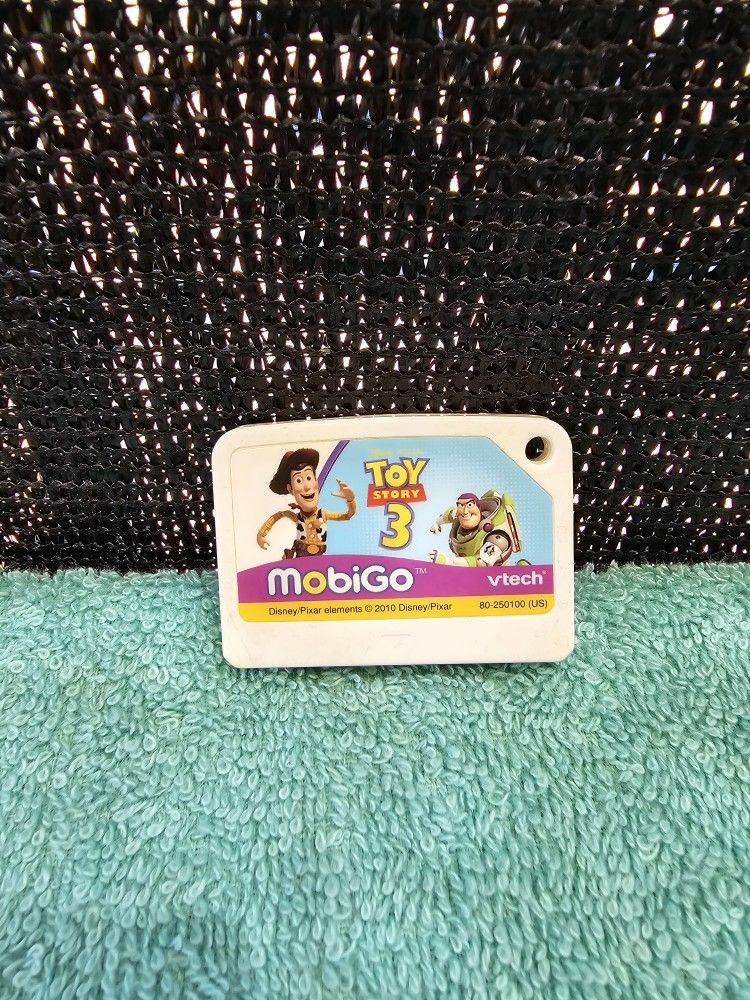 TOY
STORY
3
MobiGo™
vtech®
Disney/Pixar elements © 2010 Disney/Pixar
80-250100 (US)